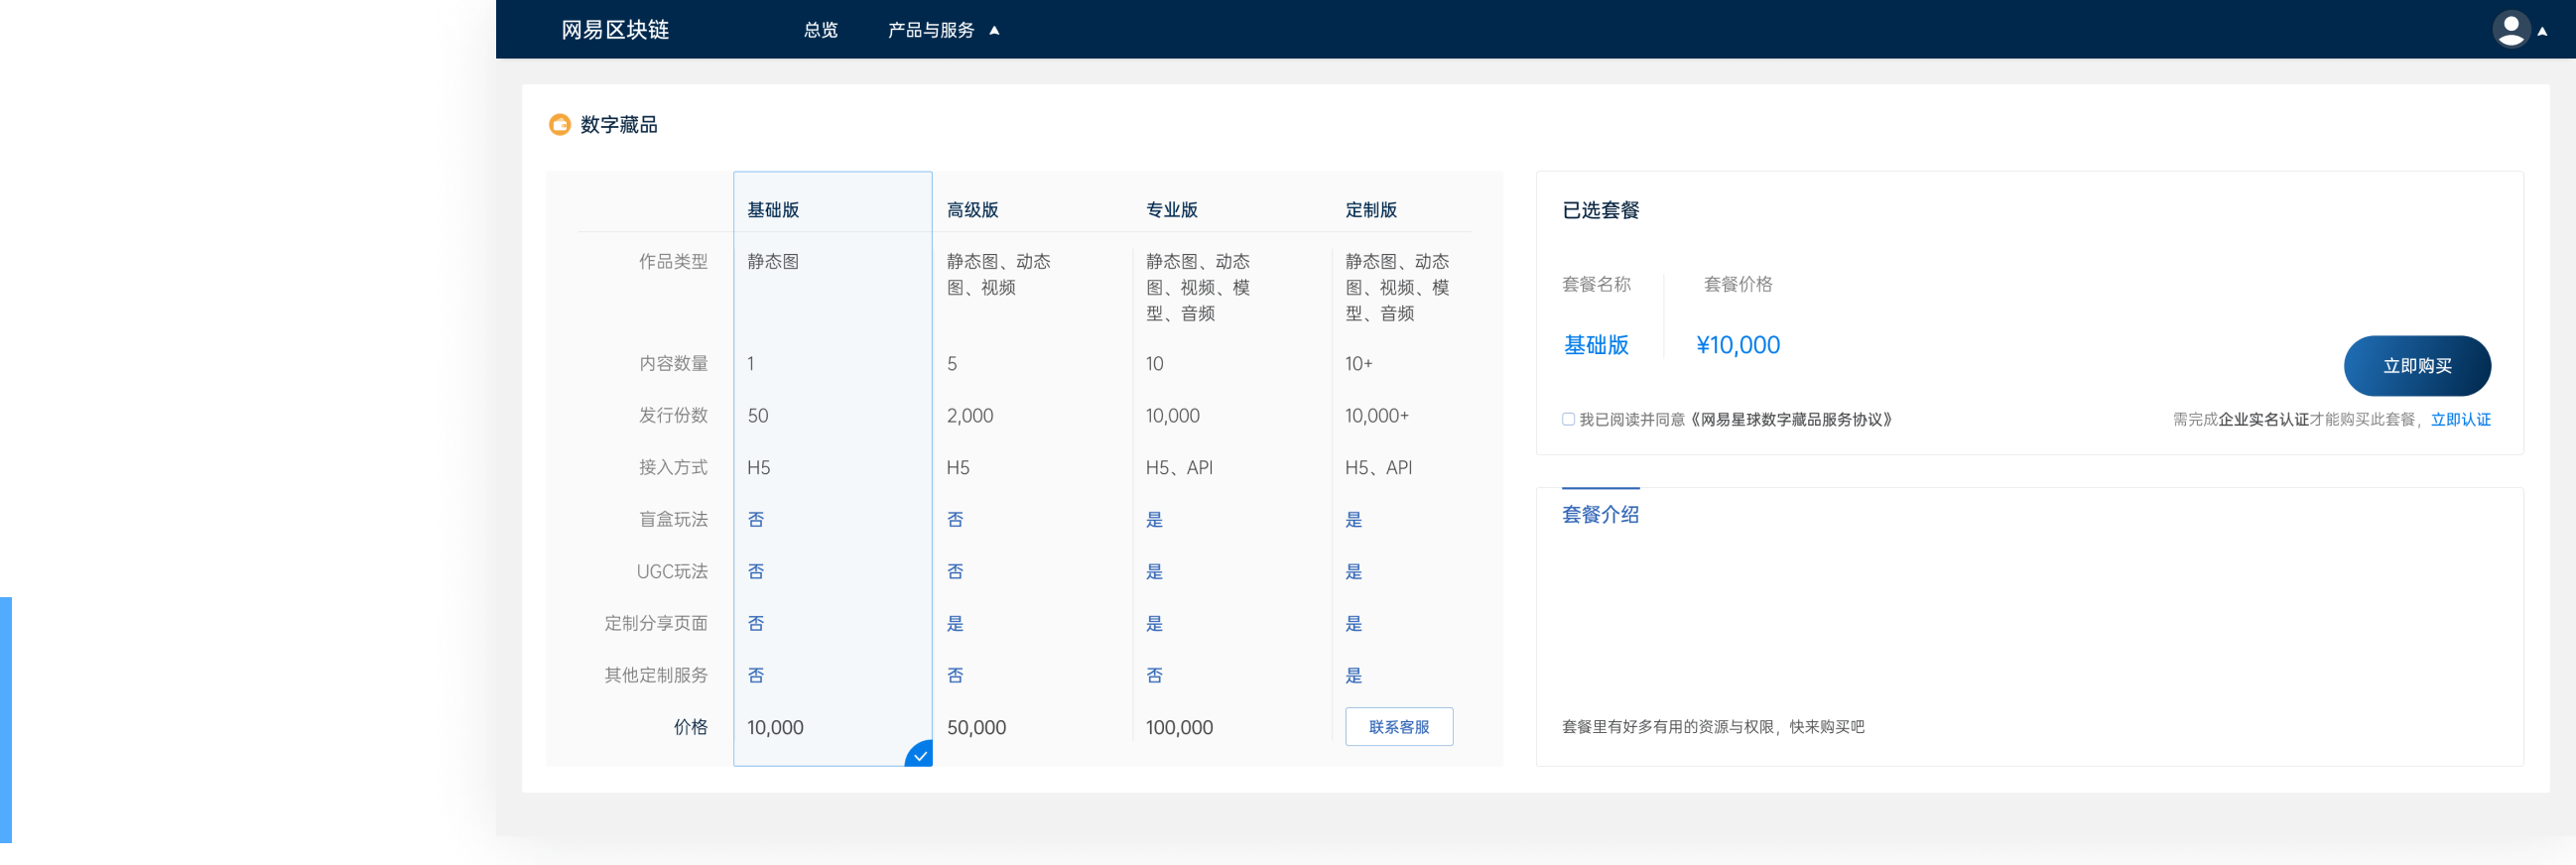 网易区块链 总览 产品与服务
数字藏品
基础版 高级版 专业版 定制版
作品类型 静态图 静态图、动态图、视频 静态图、动态图、视频、模型、音频 静态图、动态图、视频、模型、音频
内容数量 1 5 10 10+
发行份数 50 2,000 10,000 10,000+
接入方式 H5 H5 H5、API H5、API
盲盒玩法 否 否 是 是
UGC玩法 否 否 是 是
定制分享页面 否 是 是 是
其他定制服务 否 否 否 是
价格 10,000 50,000 100,000 联系客服
已选套餐
套餐名称 套餐价格
基础版 ¥10,000
立即购买
我已阅读并同意《网易星球数字藏品服务协议》 需完成企业实名认证才能购买此套餐，立即认证
套餐介绍
套餐里有好多有用的资源与权限，快来购买吧